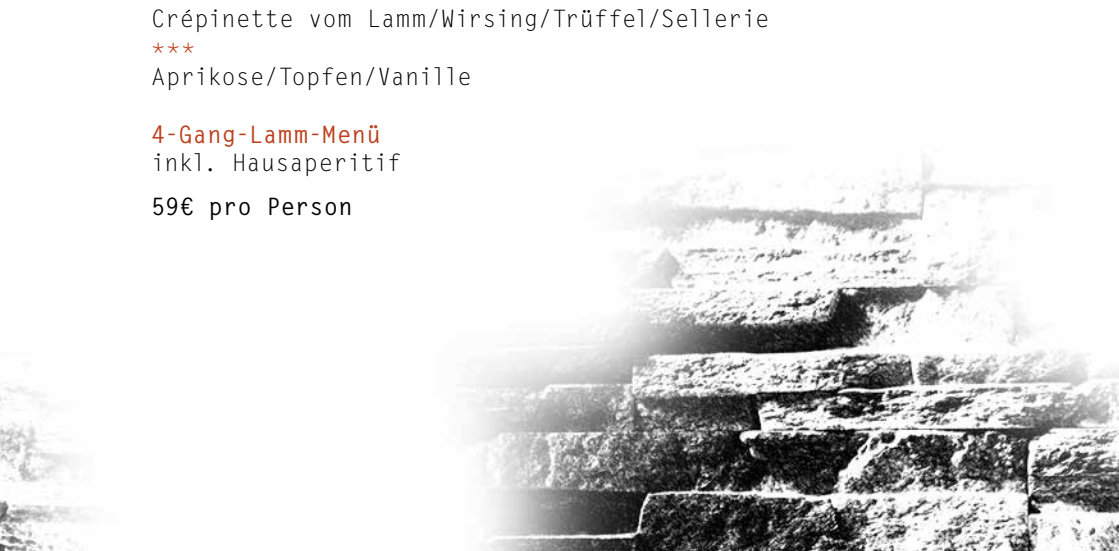 Crépinette vom Lamm/Wirsing/Trüffel/Sellerie
***
Aprikose/Topfen/Vanille
4-Gang-Lamm-Menü
inkl. Hausaperitif
59€ pro Person